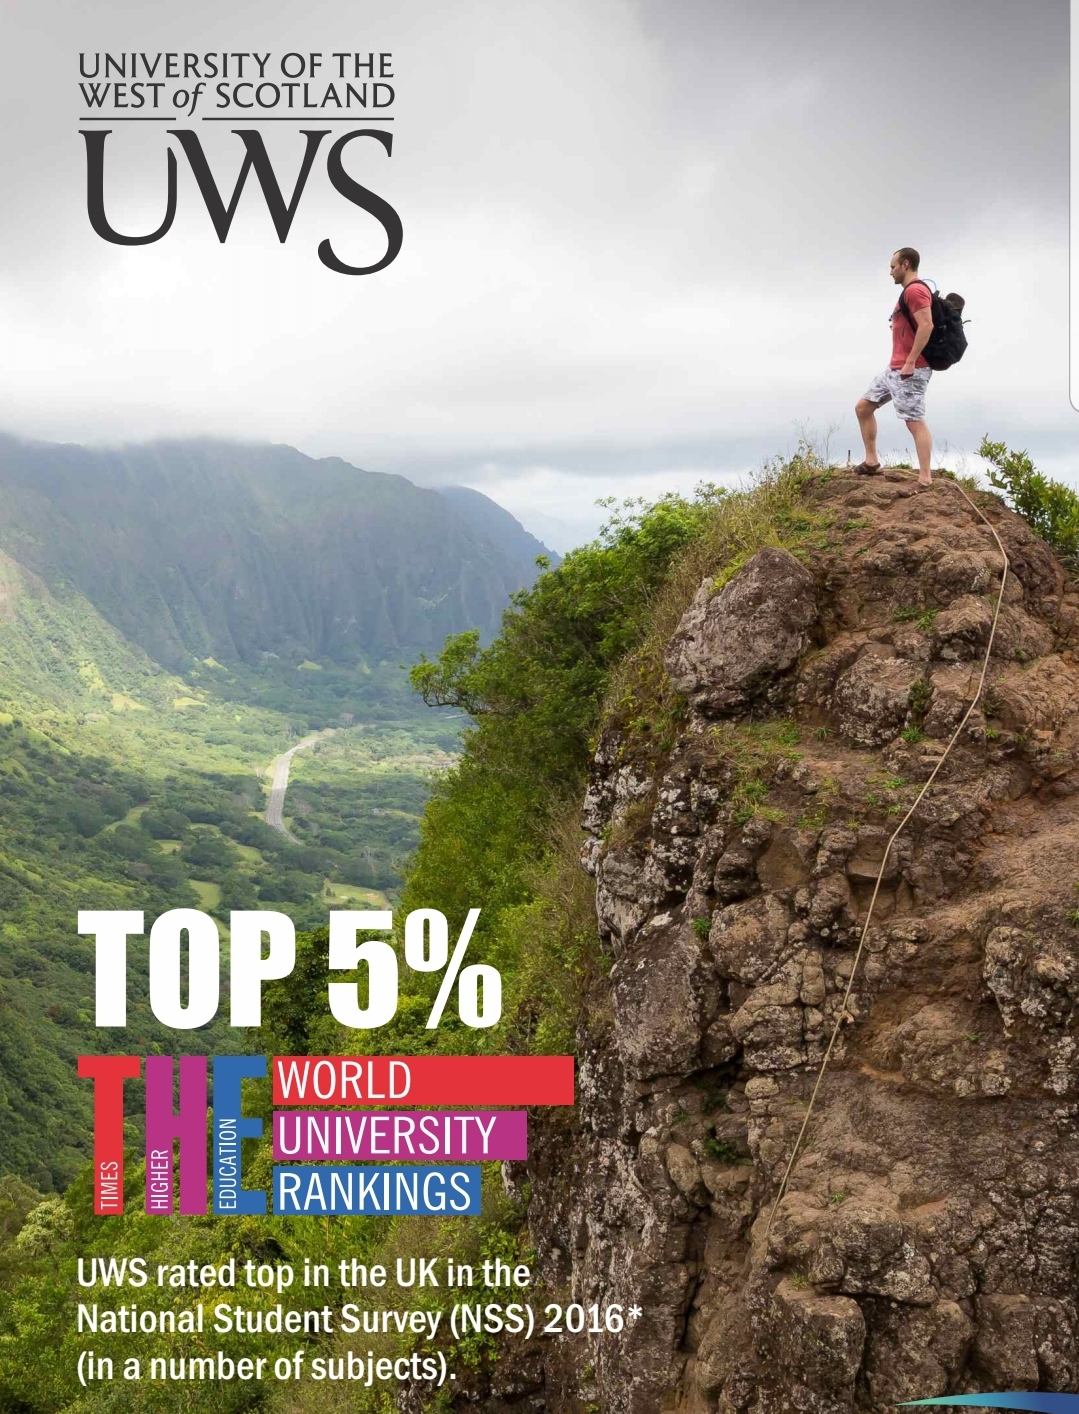 UNIVERSITY OF THE
WEST of SCOTLAND
UWS
TOP 5%
TIMES HIGHER EDUCATION
THE
WORLD
UNIVERSITY
RANKINGS
UWS rated top in the UK in the
National Student Survey (NSS) 2016*
(in a number of subjects).